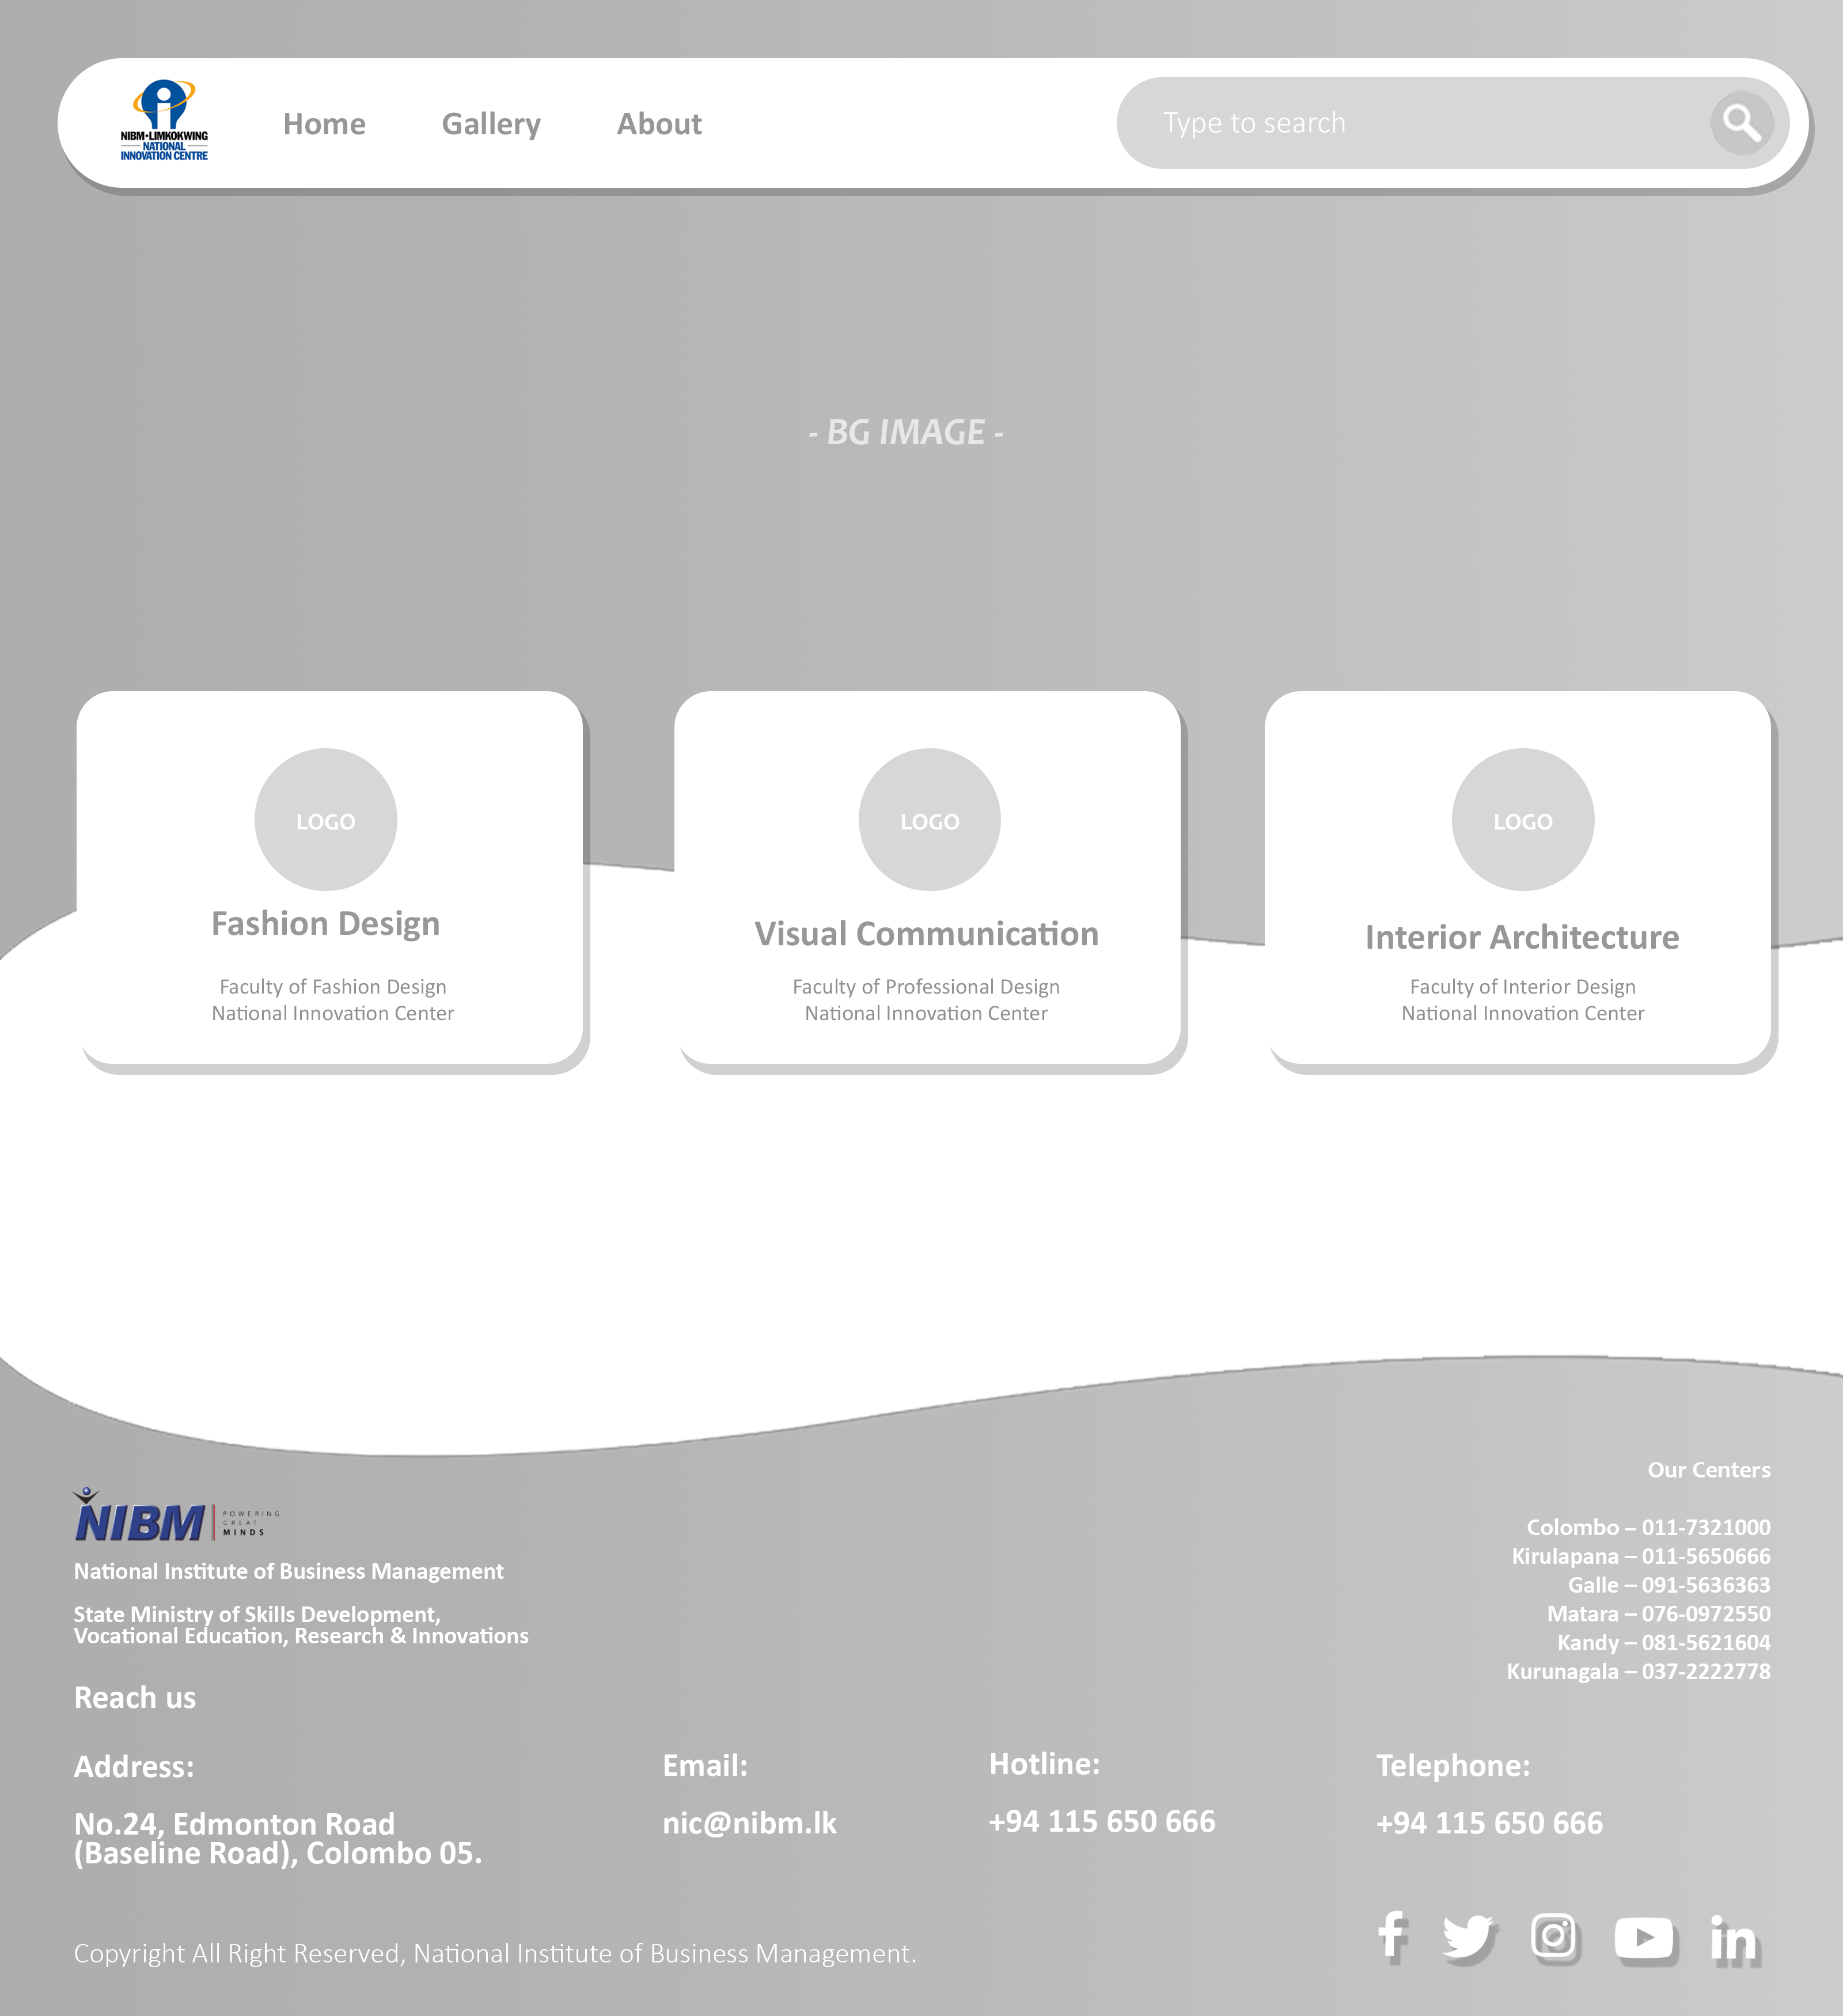 NIBM•LIMKOKWING
NATIONAL
INNOVATION CENTRE
Home
Gallery
About
Type to search
- BG IMAGE -
LOGO
Fashion Design
Faculty of Fashion Design
National Innovation Center
LOGO
Visual Communication
Faculty of Professional Design
National Innovation Center
LOGO
Interior Architecture
Faculty of Interior Design
National Innovation Center
NIBM
POWERING
GREAT
MINDS
National Institute of Business Management
State Ministry of Skills Development,
Vocational Education, Research & Innovations
Our Centers
Colombo – 011-7321000
Kirulapana – 011-5650666
Galle – 091-5636363
Matara – 076-0972550
Kandy – 081-5621604
Kurunagala – 037-2222778
Reach us
Address:
No.24, Edmonton Road
(Baseline Road), Colombo 05.
Email:
nic@nibm.lk
Hotline:
+94 115 650 666
Telephone:
+94 115 650 666
Copyright All Right Reserved, National Institute of Business Management.